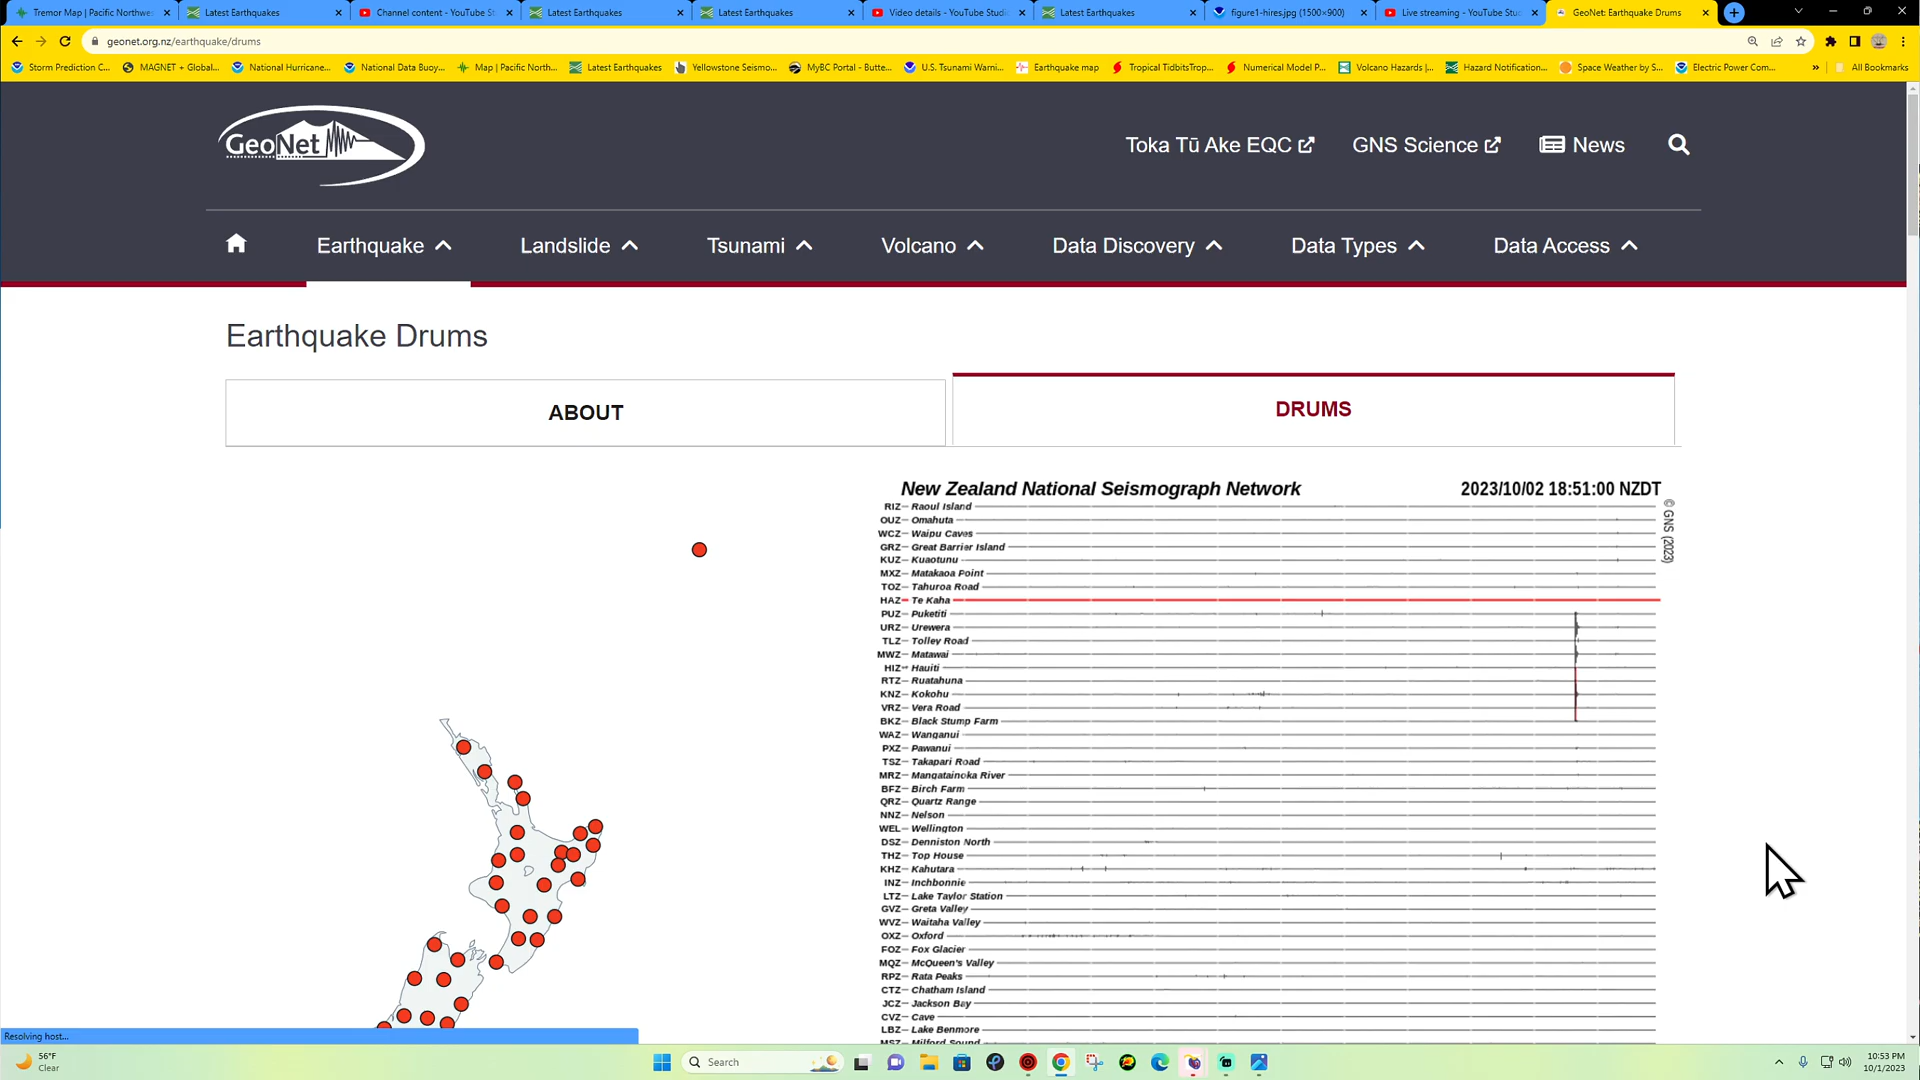 Tremor Map | Pacific Northwes
Latest Earthquakes
Channel content - YouTube St
Latest Earthquakes
Latest Earthquakes
Video details - YouTube Studio
Latest Earthquakes
figure1-hires.jpg (1500×900)
Live streaming - YouTube Stud
GeoNet: Earthquake Drums
geonet.org.nz/earthquake/drums
Storm Prediction C...
MAGNET + Global...
National Hurricane...
National Data Buoy...
Map | Pacific North...
Latest Earthquakes
Yellowstone Seismo...
MyBC Portal - Butte...
U.S. Tsunami Warni...
Earthquake map
Tropical TidbitsTrop...
Numerical Model P...
Volcano Hazards |...
Hazard Notification...
Space Weather by S...
Electric Power Com...
»
All Bookmarks
GeoNet
Toka Tū Ake EQC
GNS Science
News
Earthquake
Landslide
Tsunami
Volcano
Data Discovery
Data Types
Data Access
Earthquake Drums
ABOUT
DRUMS
New Zealand National Seismograph Network 2023/10/02 18:51:00 NZDT
© GNS (2023)
RIZ Raoul Island
OUZ Omahuta
WCZ Waipu Caves
GRZ Great Barrier Island
KUZ Kuaotunu
MXZ Matakaoa Point
TOZ Tahuroa Road
HAZ Te Kaha
PUZ Puketiti
URZ Urewera
TLZ Tolley Road
MWZ Matawai
HIZ Hauiti
RTZ Ruatahuna
KNZ Kokohu
VRZ Vera Road
BKZ Black Stump Farm
WAZ Wanganui
PXZ Pawanui
TSZ Takapari Road
MRZ Mangatainoka River
BFZ Birch Farm
QRZ Quartz Range
NNZ Nelson
WEL Wellington
DSZ Denniston North
THZ Top House
KHZ Kahutara
INZ Inchbonnie
LTZ Lake Taylor Station
GVZ Greta Valley
WVZ Waitaha Valley
OXZ Oxford
FOZ Fox Glacier
MQZ McQueen's Valley
RPZ Rata Peaks
CTZ Chatham Island
JCZ Jackson Bay
CVZ Cave
LBZ Lake Benmore
MSZ Milford Sound
Resolving host...
56°F
Clear
Search
10:53 PM
10/1/2023